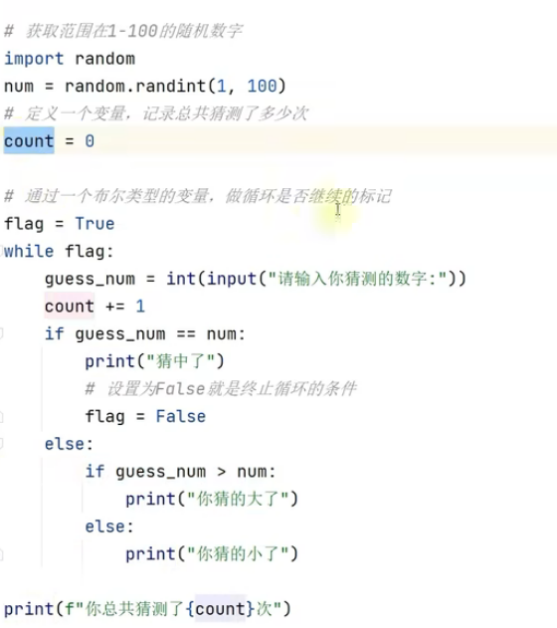 # 获取范围在1-100的随机数字
import random
num = random.randint(1, 100)
# 定义一个变量，记录总共猜测了多少次
count = 0
# 通过一个布尔类型的变量，做循环是否继续的标记
flag = True
while flag:
    guess_num = int(input("请输入你猜测的数字:"))
    count += 1
    if guess_num == num:
        print("猜中了")
        # 设置为False就是终止循环的条件
        flag = False
    else:
        if guess_num > num:
            print("你猜的大了")
        else:
            print("你猜的小了")
print(f"你总共猜测了{count}次")